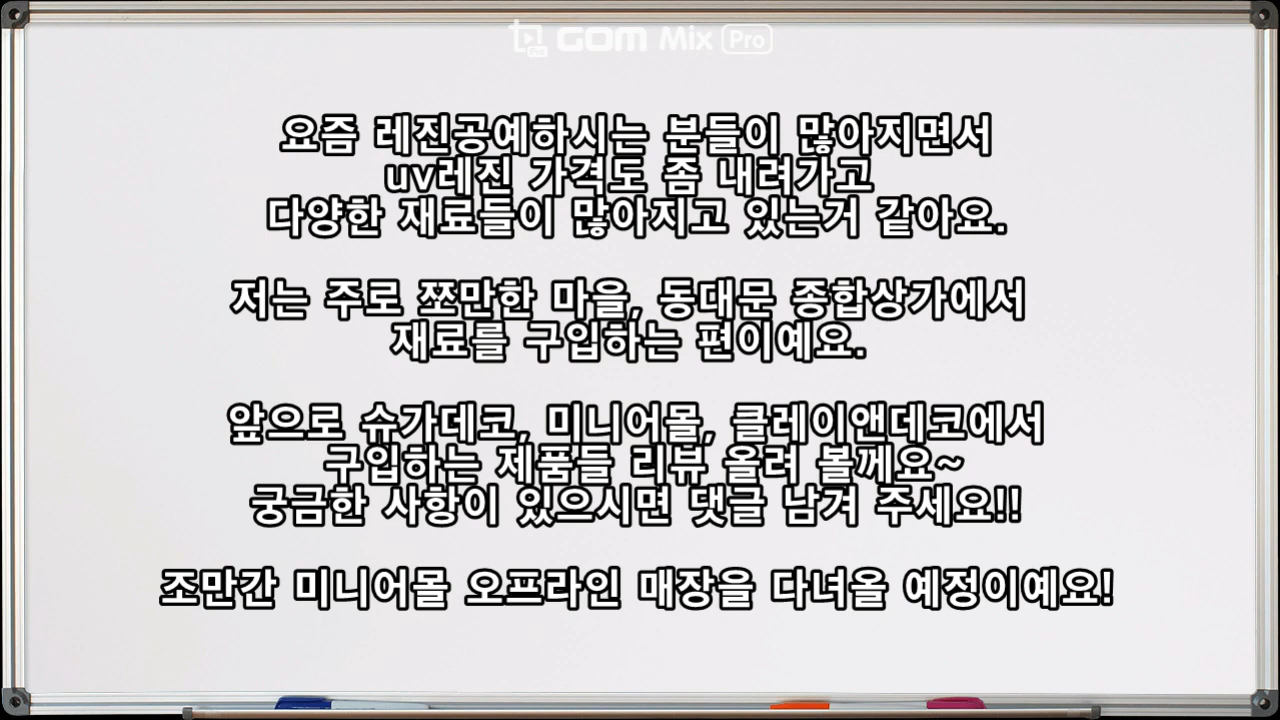 GOM Mix Pro
요즘 레진공예하시는 분들이 많아지면서
uv레진 가격도 좀 내려가고
다양한 재료들이 많아지고 있는거 같아요.
저는 주로 쪼만한 마을, 동대문 종합상가에서
재료를 구입하는 편이예요.
앞으로 슈가데코, 미니어몰, 클레이앤데코에서
구입하는 제품들 리뷰 올려 볼께요~
궁금한 사항이 있으시면 댓글 남겨 주세요!!
조만간 미니어몰 오프라인 매장을 다녀올 예정이예요!